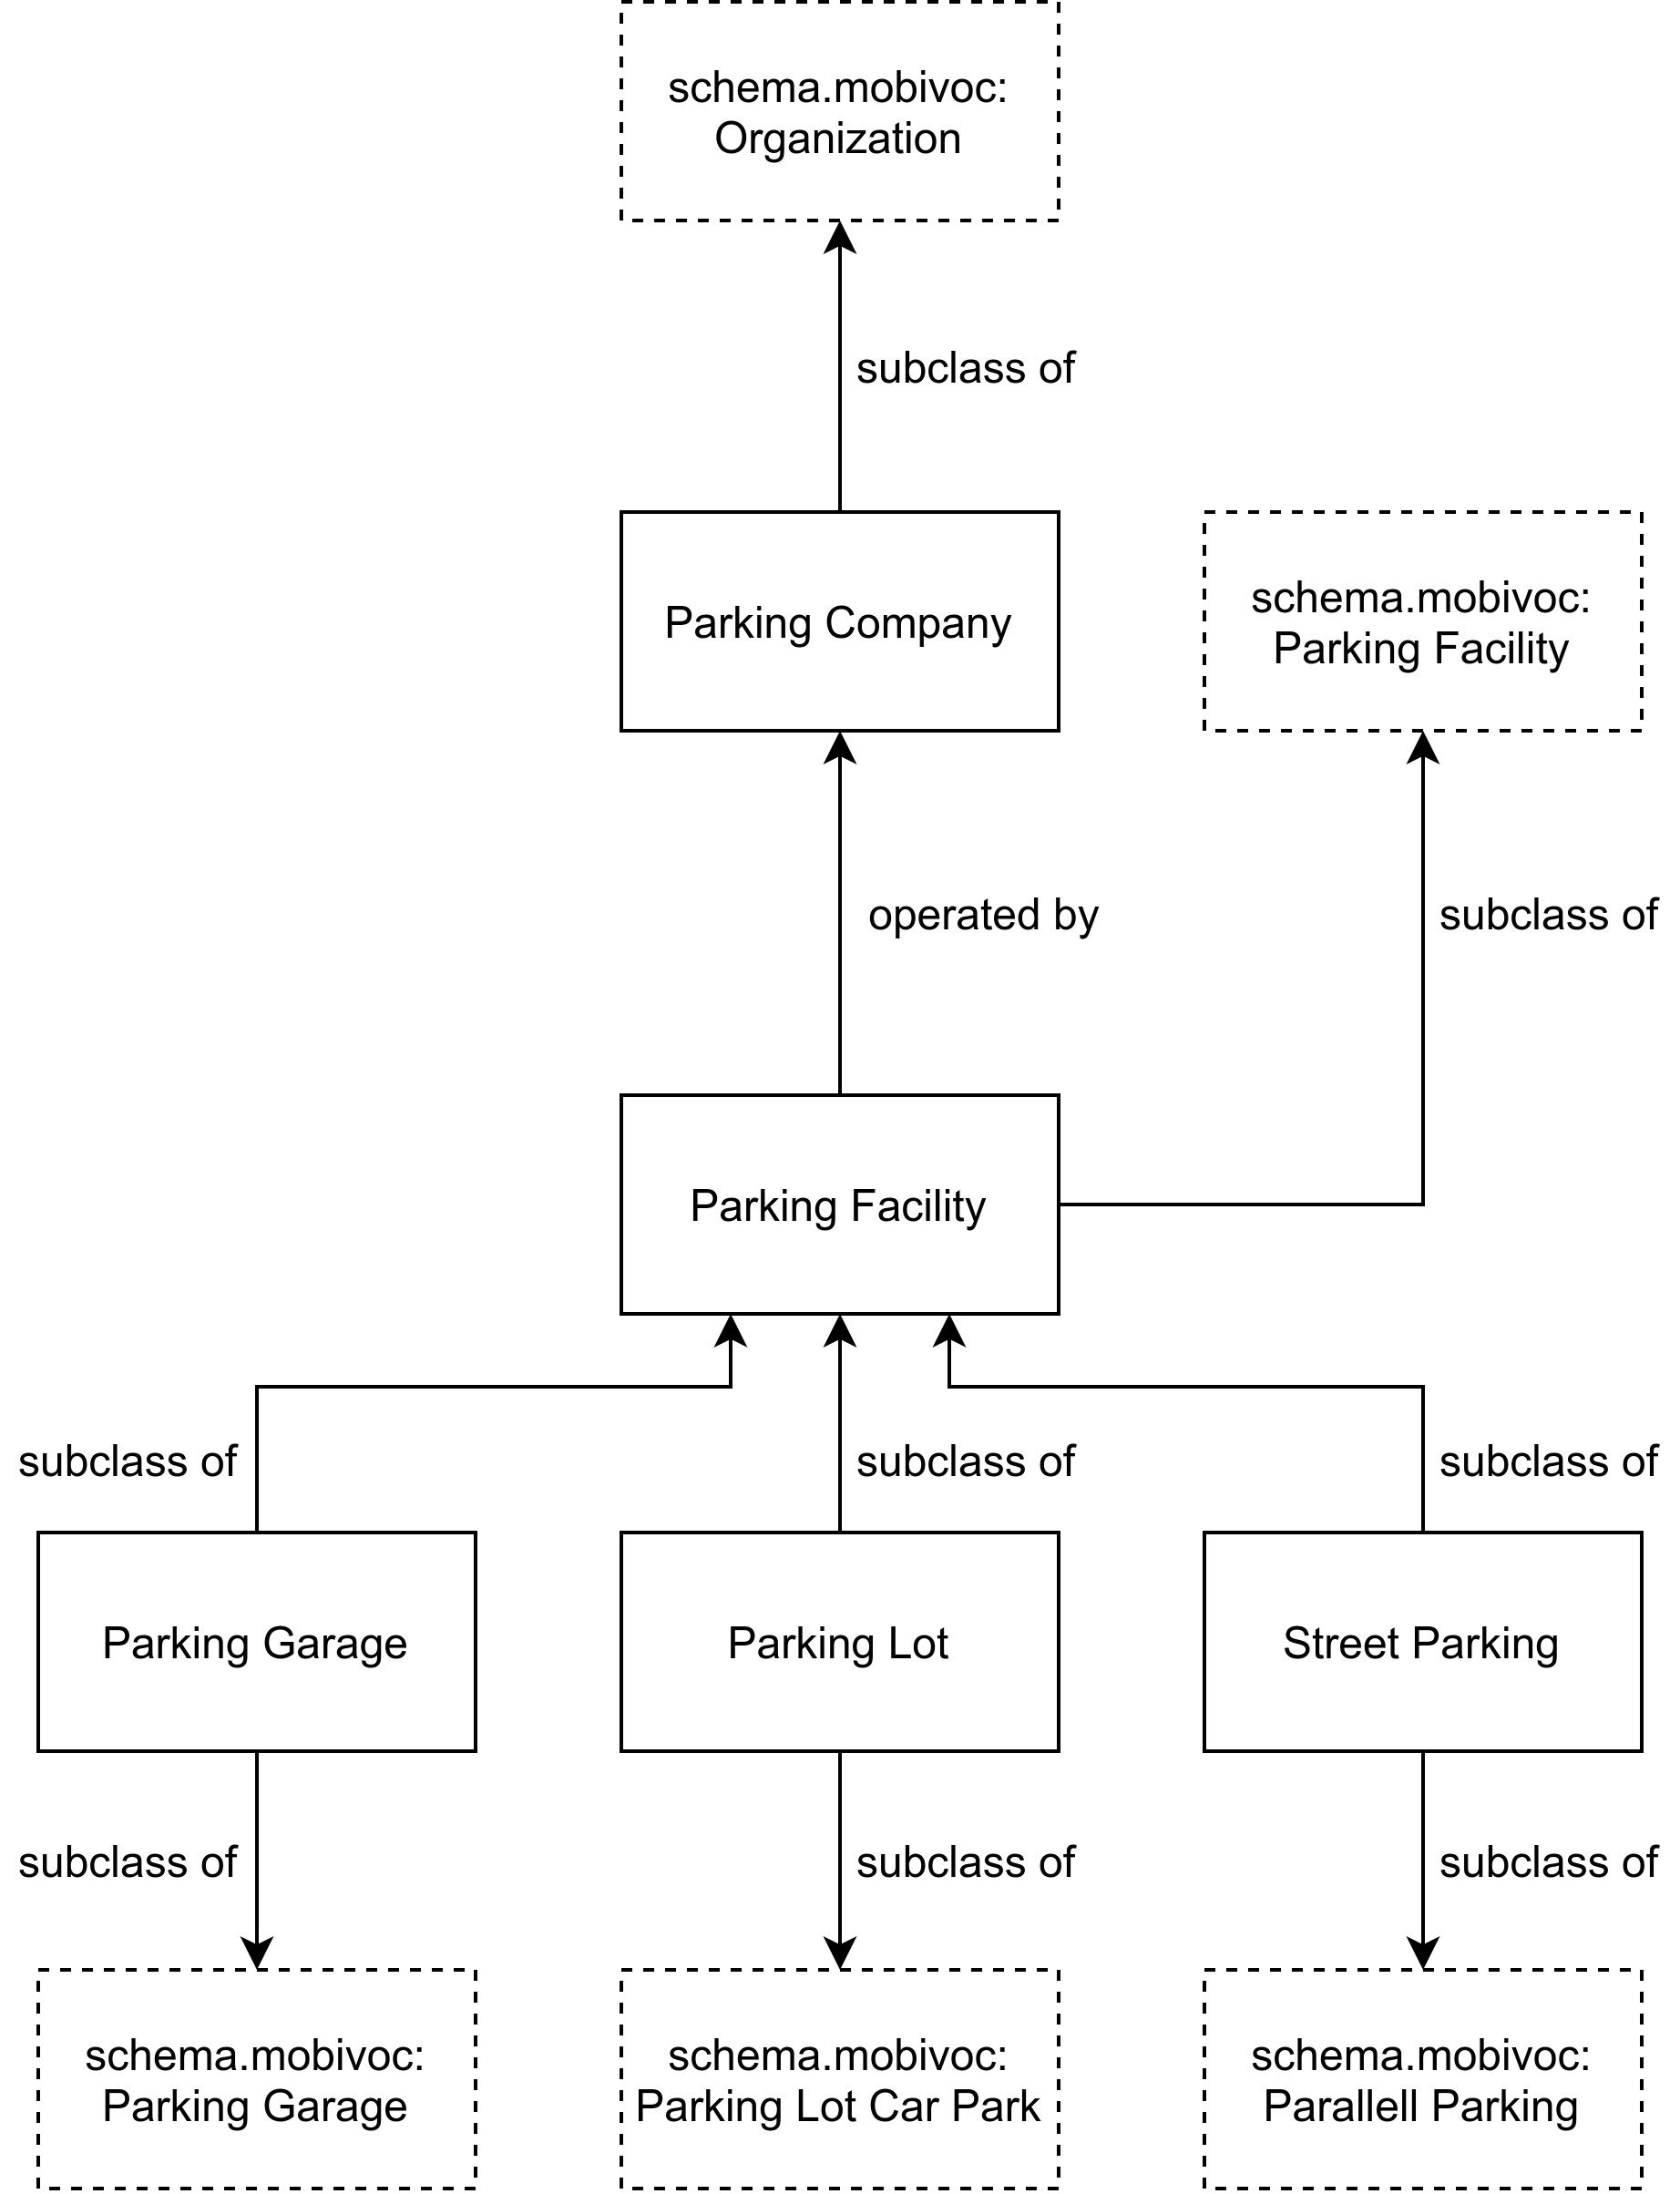 schema.mobivoc:
Organization
subclass of
Parking Company
schema.mobivoc:
Parking Facility
operated by
subclass of
Parking Facility
subclass of
subclass of
subclass of
Parking Garage
Parking Lot
Street Parking
subclass of
subclass of
subclass of
schema.mobivoc:
Parking Garage
schema.mobivoc:
Parking Lot Car Park
schema.mobivoc:
Parallell Parking